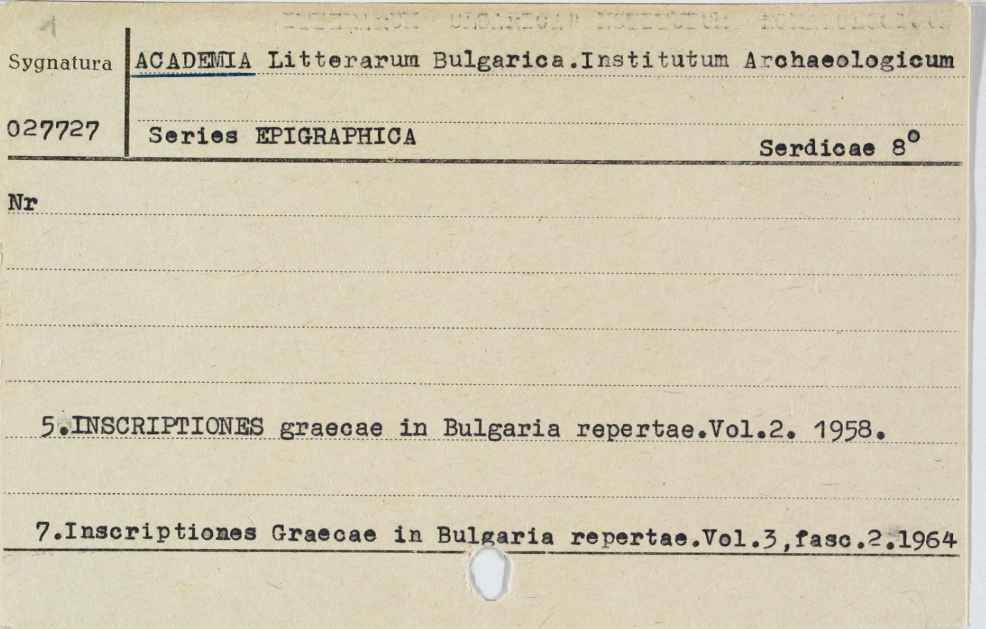 Sygnatura
ACADEMIA Litterarum Bulgarica.Institutum Archaeologicum
027727
Series EPIGRAPHICA
Serdicae 8°
Nr
5.INSCRIPTIONES graecae in Bulgaria repertae.Vol.2. 1958.
7.Inscriptiones Graecae in Bulgaria repertae.Vol.3,fasc.2.1964